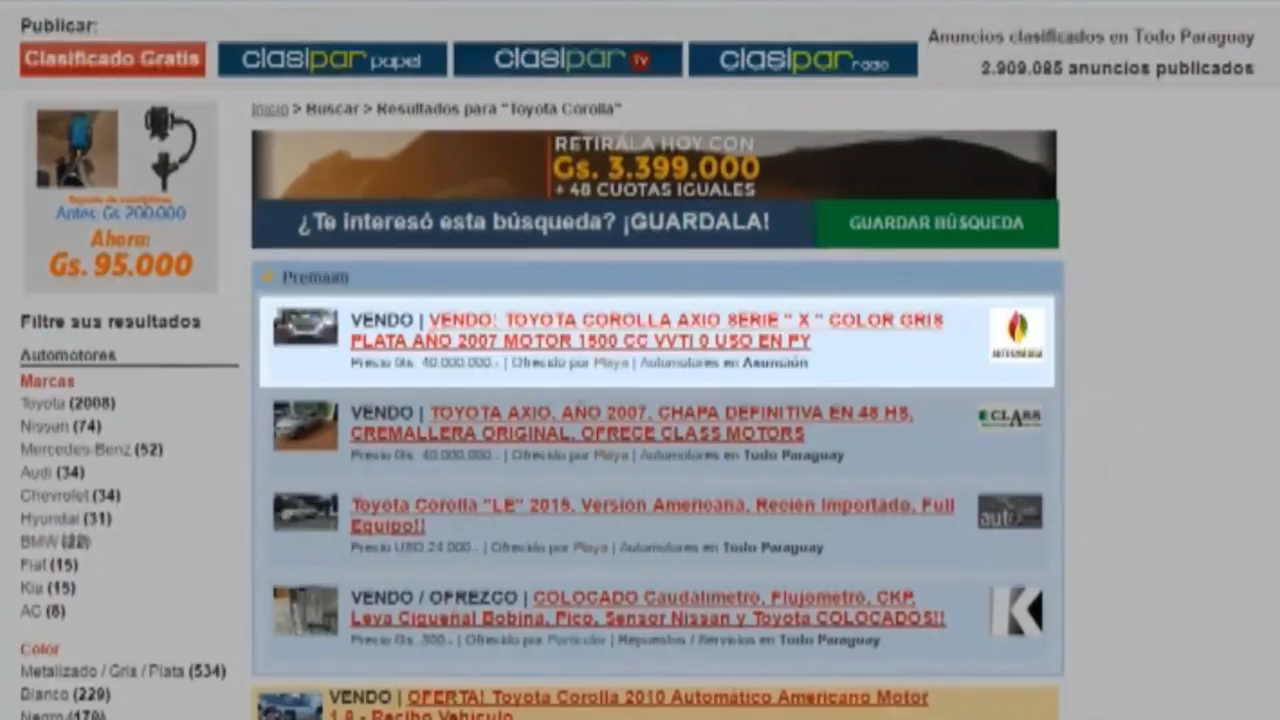 Publicar:
Clasificado Gratis
clasipar papel
clasipar TV
clasipar radio
Anuncios clasificados en Todo Paraguay
2.909.085 anuncios publicados
Antes: Gs. 200.000
Ahora:
Gs. 95.000
Inicio > Buscar > Resultados para "Toyota Corolla"
RETIRÁLA HOY CON
Gs. 3.399.000
+ 48 CUOTAS IGUALES
¿Te interesó esta búsqueda? ¡GUARDALA!
GUARDAR BÚSQUEDA
Filtre sus resultados
Automotores
Marcas
Toyota (2008)
Nissan (74)
Mercedes-Benz (52)
Audi (34)
Chevrolet (34)
Hyundai (31)
BMW (22)
Fiat (15)
Kia (15)
AC (6)
Color
Metalizado / Gris / Plata (534)
Blanco (229)
Negro (179)
Premium
VENDO | VENDO: TOYOTA COROLLA AXIO SERIE " X " COLOR GRIS
PLATA AÑO 2007 MOTOR 1500 CC VVTI 0 USO EN PY
Precio Gs. 40.000.000.- | Ofrecido por Playa | Automotores en Asunción
VENDO | TOYOTA AXIO, AÑO 2007, CHAPA DEFINITIVA EN 48 HS,
CREMALLERA ORIGINAL, OFRECE CLASS MOTORS
Precio Gs. 40.000.000.- | Ofrecido por Playa | Automotores en Todo Paraguay
CLASS
Toyota Corolla "LE" 2015, Version Americana, Recien Importado, Full
Equipo!!
Precio USD 24.000.- | Ofrecido por Playa | Automotores en Todo Paraguay
auto
VENDO / OFREZCO | COLOCADO Caudalimetro, Flujometro, CKP,
Leva Cigueñal Bobina, Pico, Sensor Nissan y Toyota COLOCADOS!!
Precio Gs. 300.- | Ofrecido por Particular | Repuestos / Servicios en Todo Paraguay
K
VENDO | OFERTA! Toyota Corolla 2010 Automático Americano Motor
1.8 - Recibo Vehiculo